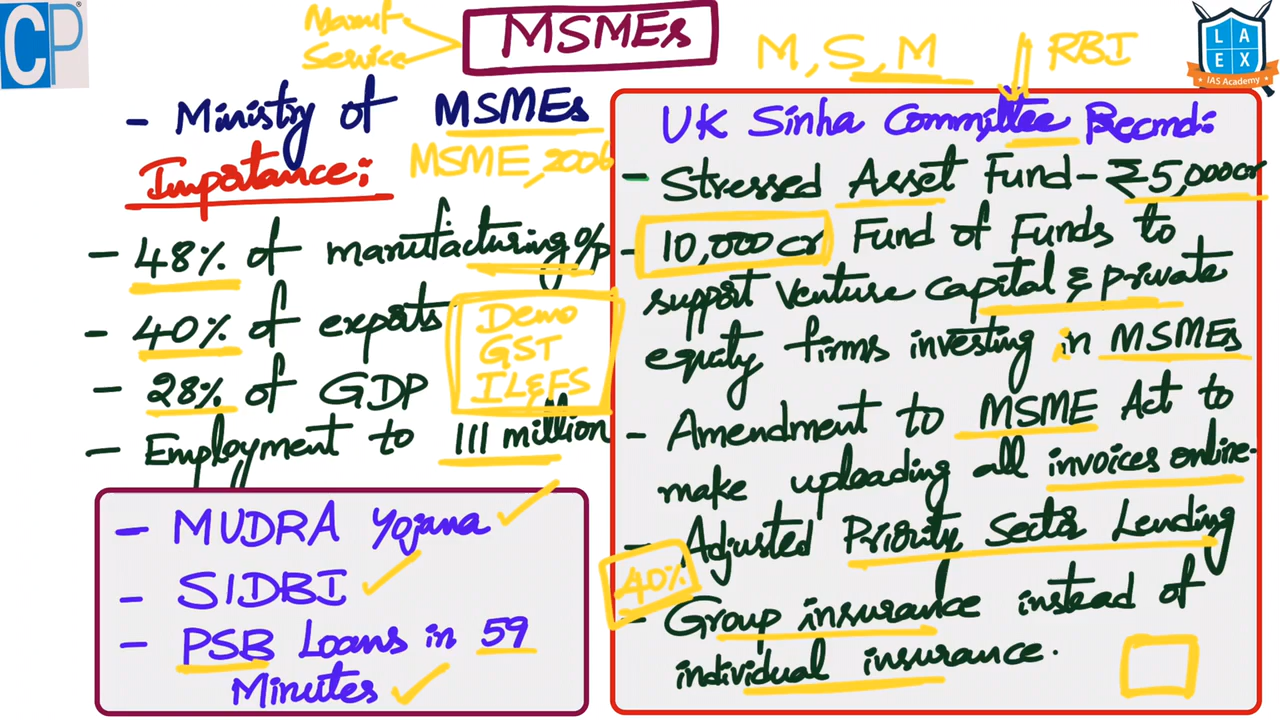 CP
Manuf
Service
MSMEs
M, S, M
RBI
LAEX
IAS Academy
- Ministry of MSMEs
MSME, 2006
Importance:
- 48% of manufacturing o/p
- 40% of exports
- 28% of GDP
- Employment to 111 million
Demo
GST
IL&FS
- MUDRA Yojana
- SIDBI
- PSB Loans in 59
Minutes
UK Sinha Committee Recmd:
- Stressed Asset Fund - ₹5,000cr
- 10,000 cr Fund of Funds to
support venture capital & private
equity firms investing in MSMEs
- Amendment to MSME Act to
make uploading all invoices online.
- Adjusted Priority Sector Lending
40%
- Group insurance instead of
individual insurance.